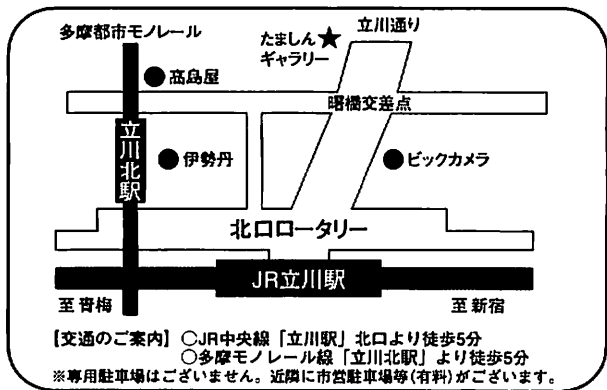 多摩都市モノレール
立川通り
たましん
ギャラリー
高島屋
曙橋交差点
立川北駅
伊勢丹
ビックカメラ
北口ロータリー
JR立川駅
至青梅
至新宿
【交通のご案内】○JR中央線「立川駅」北口より徒歩5分
○多摩モノレール線「立川北駅」より徒歩5分
※専用駐車場はございません。近隣に市営駐車場等(有料)がございます。